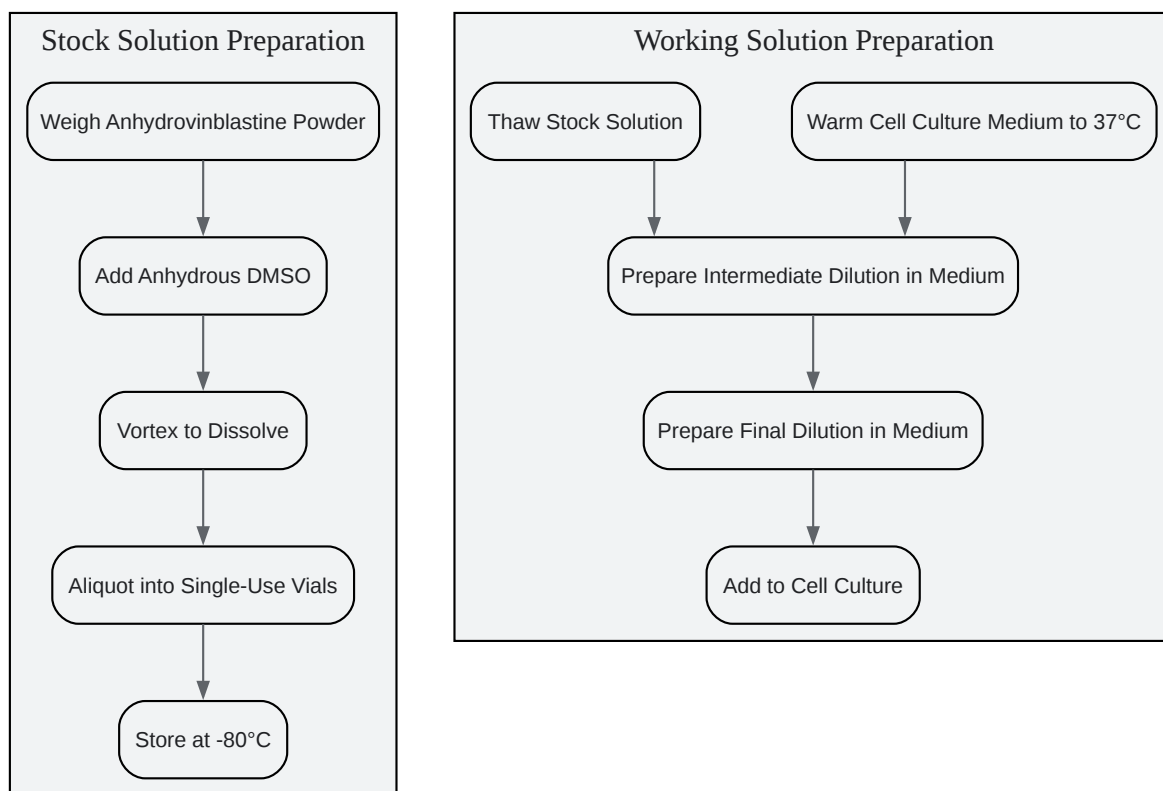 Stock Solution Preparation
Weigh Anhydrovinblastine Powder
Add Anhydrous DMSO
Vortex to Dissolve
Aliquot into Single-Use Vials
Store at -80°C
Working Solution Preparation
Thaw Stock Solution
Warm Cell Culture Medium to 37°C
Prepare Intermediate Dilution in Medium
Prepare Final Dilution in Medium
Add to Cell Culture